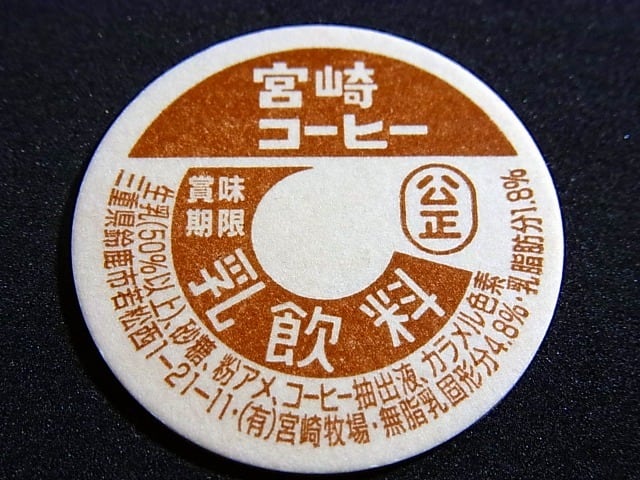 宮崎
コーヒー
賞味
期限
公正
乳飲料
生乳(50%以上)、砂糖、粉アメ、コーヒー抽出液、カラメル色素
三重県鈴鹿市若松西1-21-11・(有)宮崎牧場・無脂乳固形分4.8%・乳脂肪分1.8%